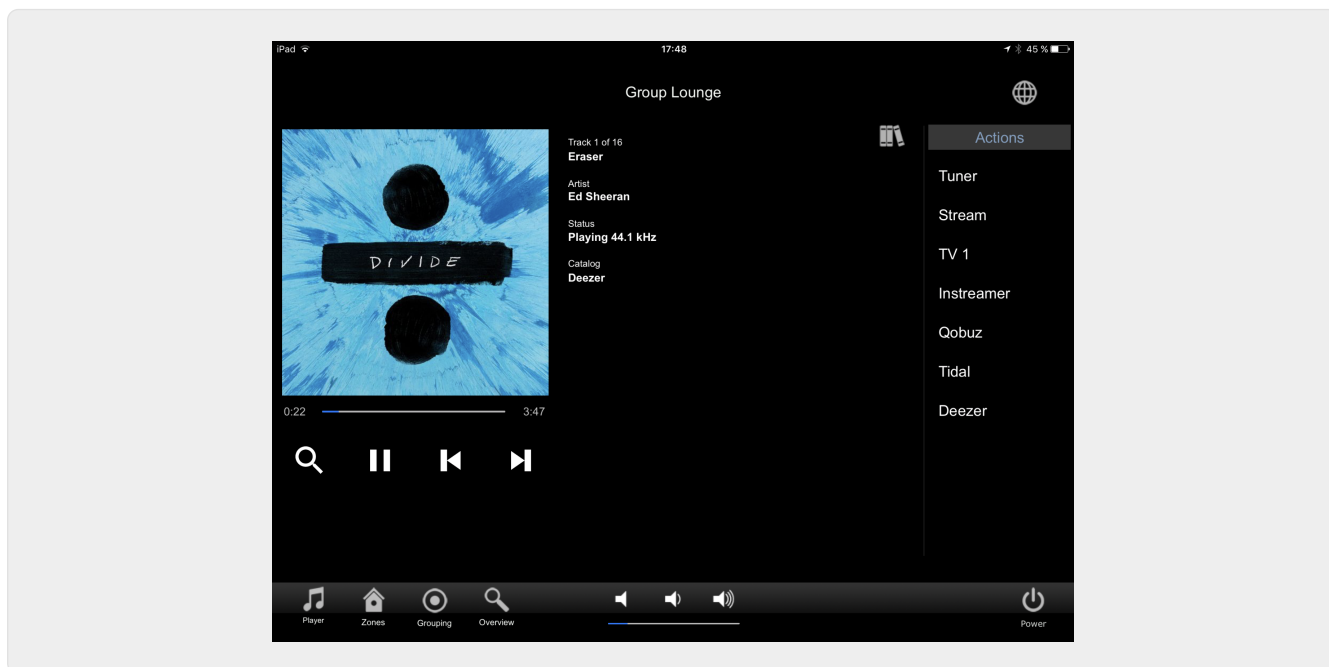 iPad 17:48 45 %
Group Lounge
DIVIDE
0:22 3:47
Track 1 of 16
Eraser
Artist
Ed Sheeran
Status
Playing 44.1 kHz
Catalog
Deezer
Actions
Tuner
Stream
TV 1
Instreamer
Qobuz
Tidal
Deezer
Player Zones Grouping Overview Power